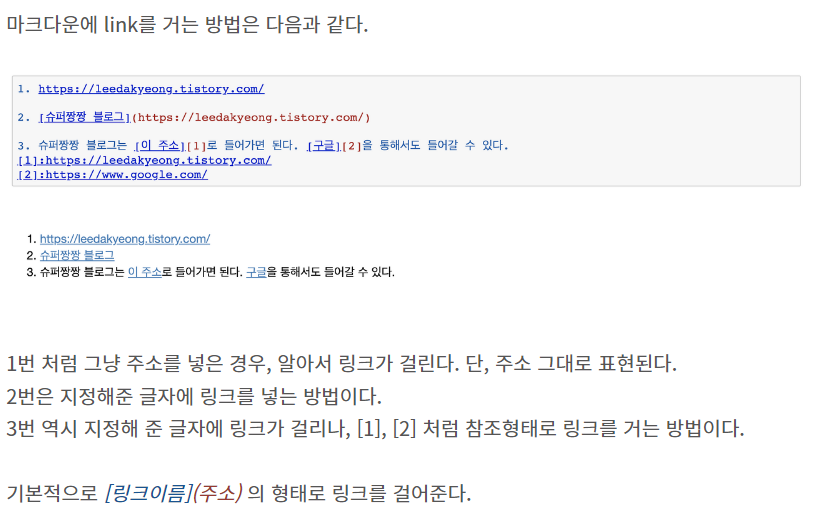 마크다운에 link를 거는 방법은 다음과 같다.
1. https://leedakyeong.tistory.com/
2. [슈퍼짱짱 블로그](https://leedakyeong.tistory.com/)
3. 슈퍼짱짱 블로그는 [이 주소][1]로 들어가면 된다. [구글][2]을 통해서도 들어갈 수 있다.
[1]:https://leedakyeong.tistory.com/
[2]:https://www.google.com/
1. https://leedakyeong.tistory.com/
2. 슈퍼짱짱 블로그
3. 슈퍼짱짱 블로그는 이 주소로 들어가면 된다. 구글을 통해서도 들어갈 수 있다.
1번 처럼 그냥 주소를 넣은 경우, 알아서 링크가 걸린다. 단, 주소 그대로 표현된다.
2번은 지정해준 글자에 링크를 넣는 방법이다.
3번 역시 지정해 준 글자에 링크가 걸리나, [1], [2] 처럼 참조형태로 링크를 거는 방법이다.
기본적으로 [링크이름](주소) 의 형태로 링크를 걸어준다.